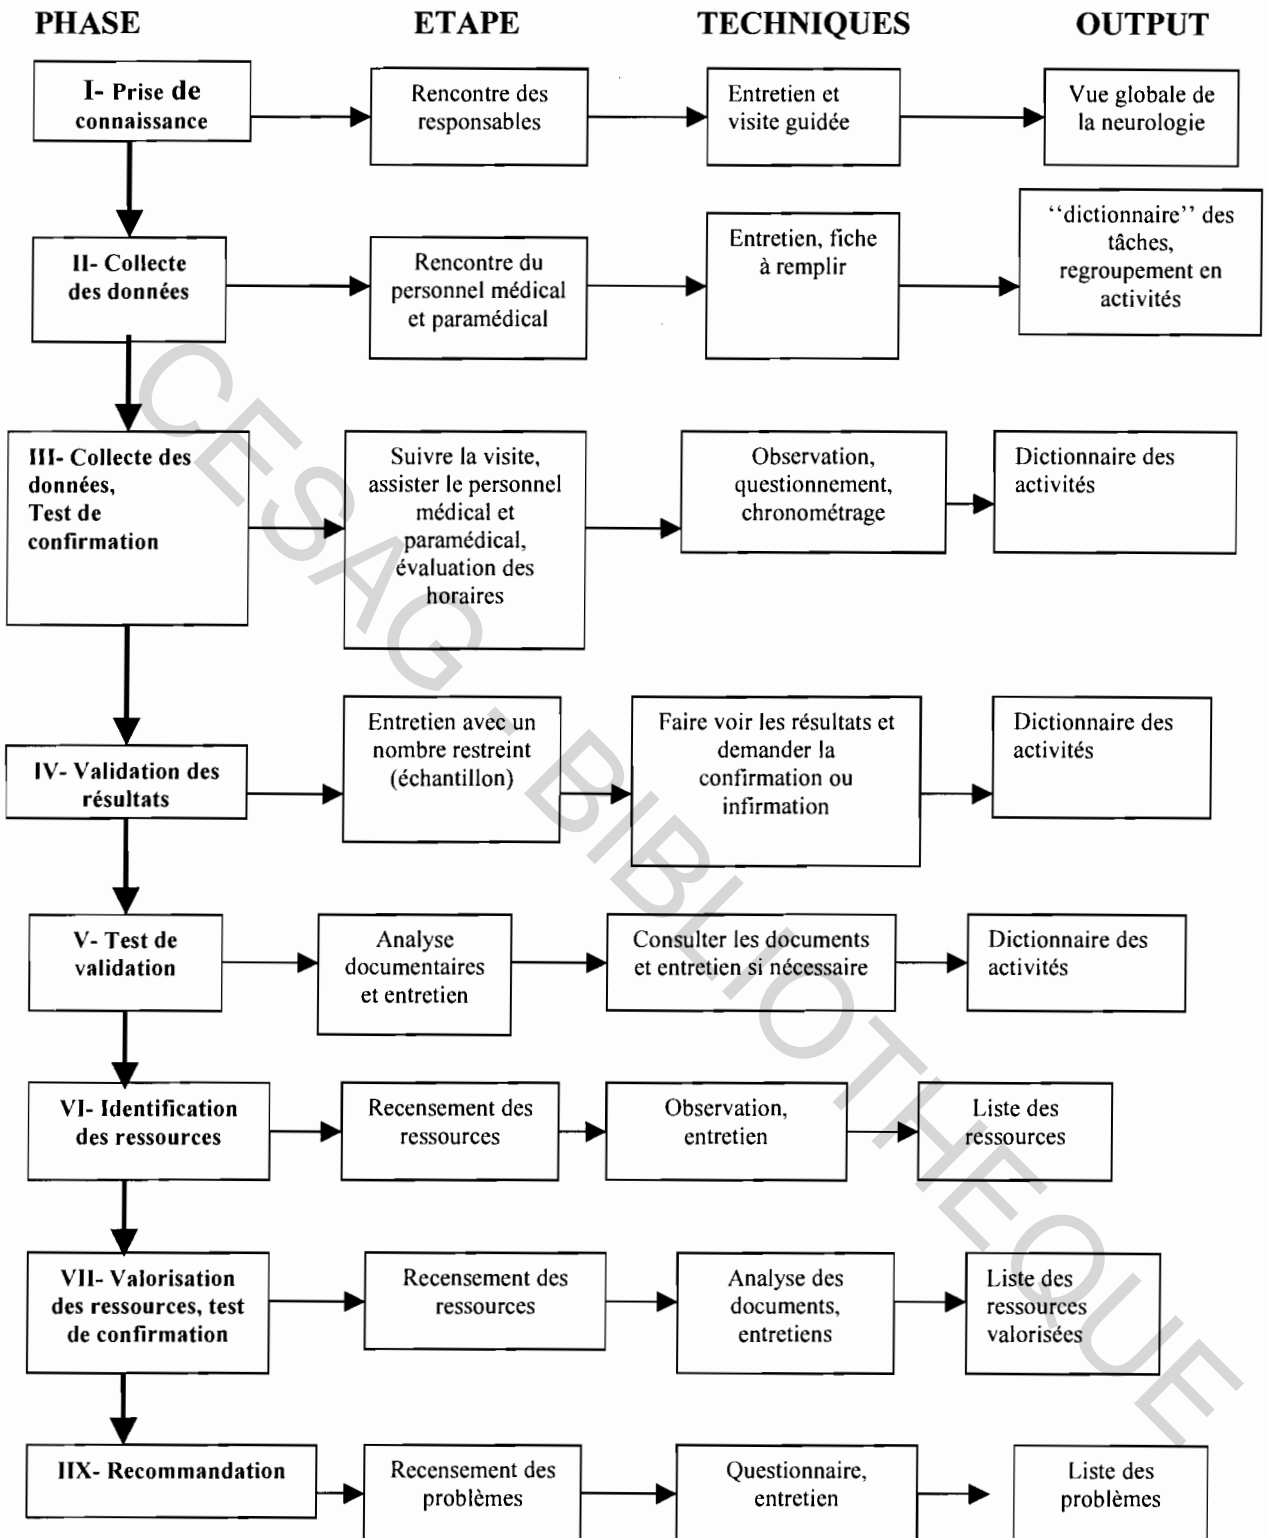 PHASE ETAPE TECHNIQUES OUTPUT
I- Prise de
connaissance
Rencontre des
responsables
Entretien et
visite guidée
Vue globale de
la neurologie
II- Collecte
des données
Rencontre du
personnel médical
et paramédical
Entretien, fiche
à remplir
‘‘dictionnaire’’ des
tâches,
regroupement en
activités
III- Collecte des
données,
Test de
confirmation
Suivre la visite,
assister le personnel
médical et
paramédical,
évaluation des
horaires
Observation,
questionnement,
chronométrage
Dictionnaire des
activités
IV- Validation des
résultats
Entretien avec un
nombre restreint
(échantillon)
Faire voir les résultats et
demander la
confirmation ou
infirmation
Dictionnaire des
activités
V- Test de
validation
Analyse
documentaires
et entretien
Consulter les documents
et entretien si nécessaire
Dictionnaire des
activités
VI- Identification
des ressources
Recensement des
ressources
Observation,
entretien
Liste des
ressources
VII- Valorisation
des ressources, test
de confirmation
Recensement des
ressources
Analyse des
documents,
entretiens
Liste des
ressources
valorisées
IIX- Recommandation
Recensement des
problèmes
Questionnaire,
entretien
Liste des
problèmes
CESAG - BIBLIOTHEQUE